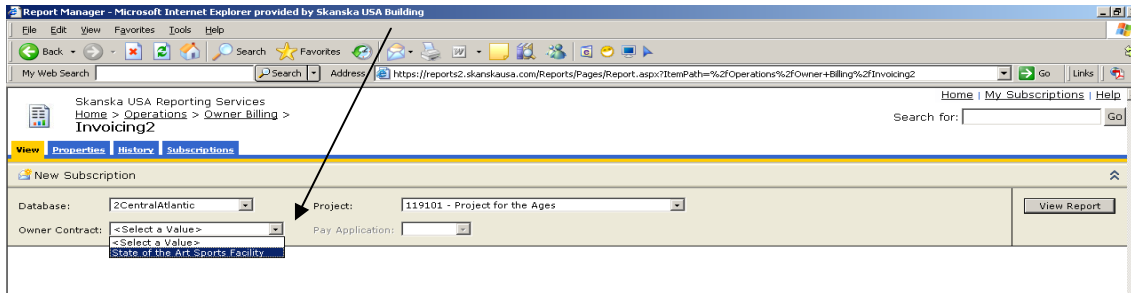 Report Manager - Microsoft Internet Explorer provided by Skanska USA Building
File Edit View Favorites Tools Help
Back Search Favorites
My Web Search Search Address https://reports2.skanskausa.com/Reports/Pages/Report.aspx?ItemPath=%2fOperations%2fOwner+Billing%2fInvoicing2 Go Links
Skanska USA Reporting Services Home | My Subscriptions | Help
Home > Operations > Owner Billing > Search for: Go
Invoicing2
View Properties History Subscriptions
New Subscription
Database: 2CentralAtlantic Project: 119101 - Project for the Ages View Report
Owner Contract: <Select a Value> Pay Application:
<Select a Value>
State of the Art Sports Facility